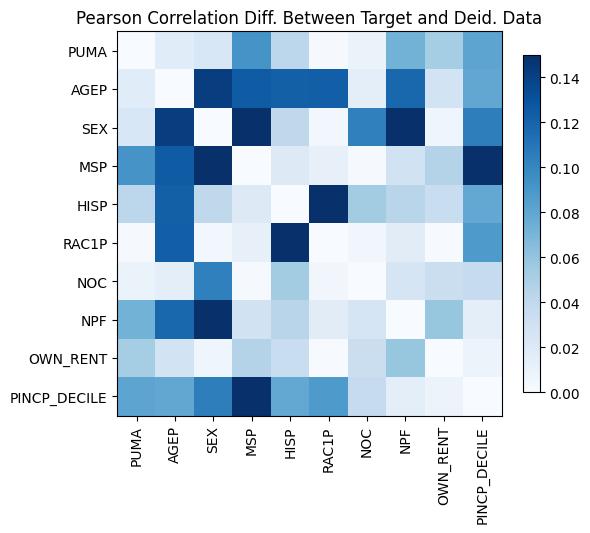 Pearson Correlation Diff. Between Target and Deid. Data
PUMA
AGEP
SEX
MSP
HISP
RAC1P
NOC
NPF
OWN_RENT
PINCP_DECILE
PUMA
AGEP
SEX
MSP
HISP
RAC1P
NOC
NPF
OWN_RENT
PINCP_DECILE
0.14
0.12
0.10
0.08
0.06
0.04
0.02
0.00